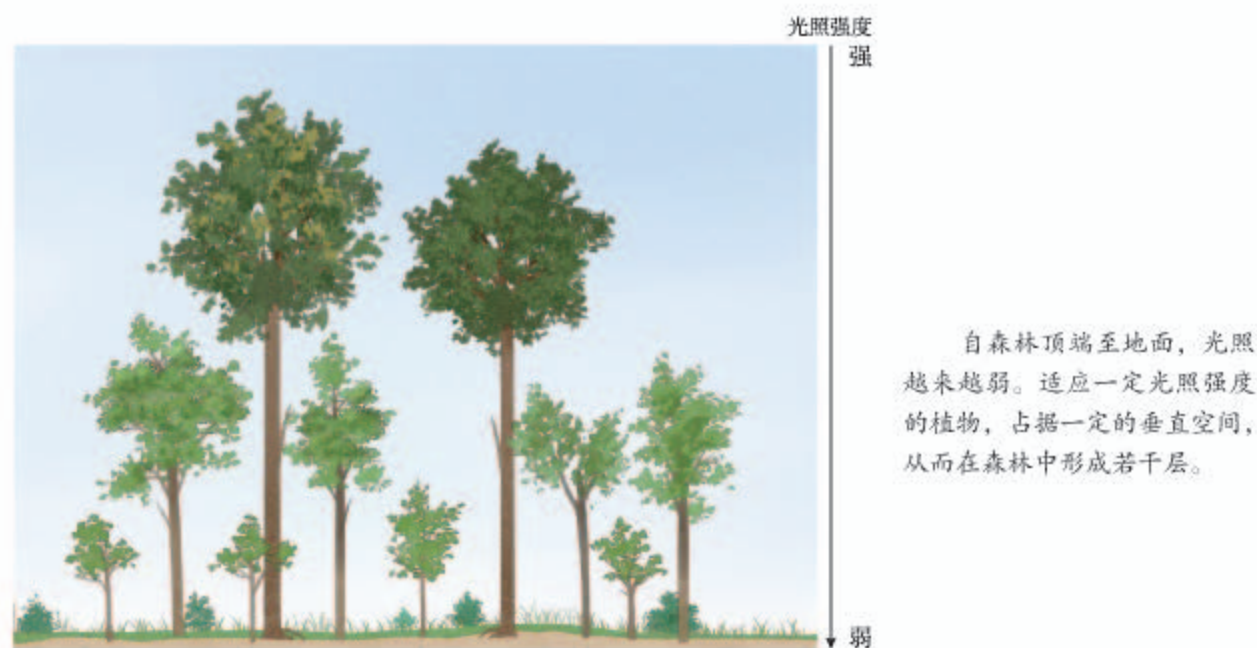 光照强度
强
自森林顶端至地面，光照
越来越弱。适应一定光照强度
的植物，占据一定的垂直空间，
从而在森林中形成若干层。
弱